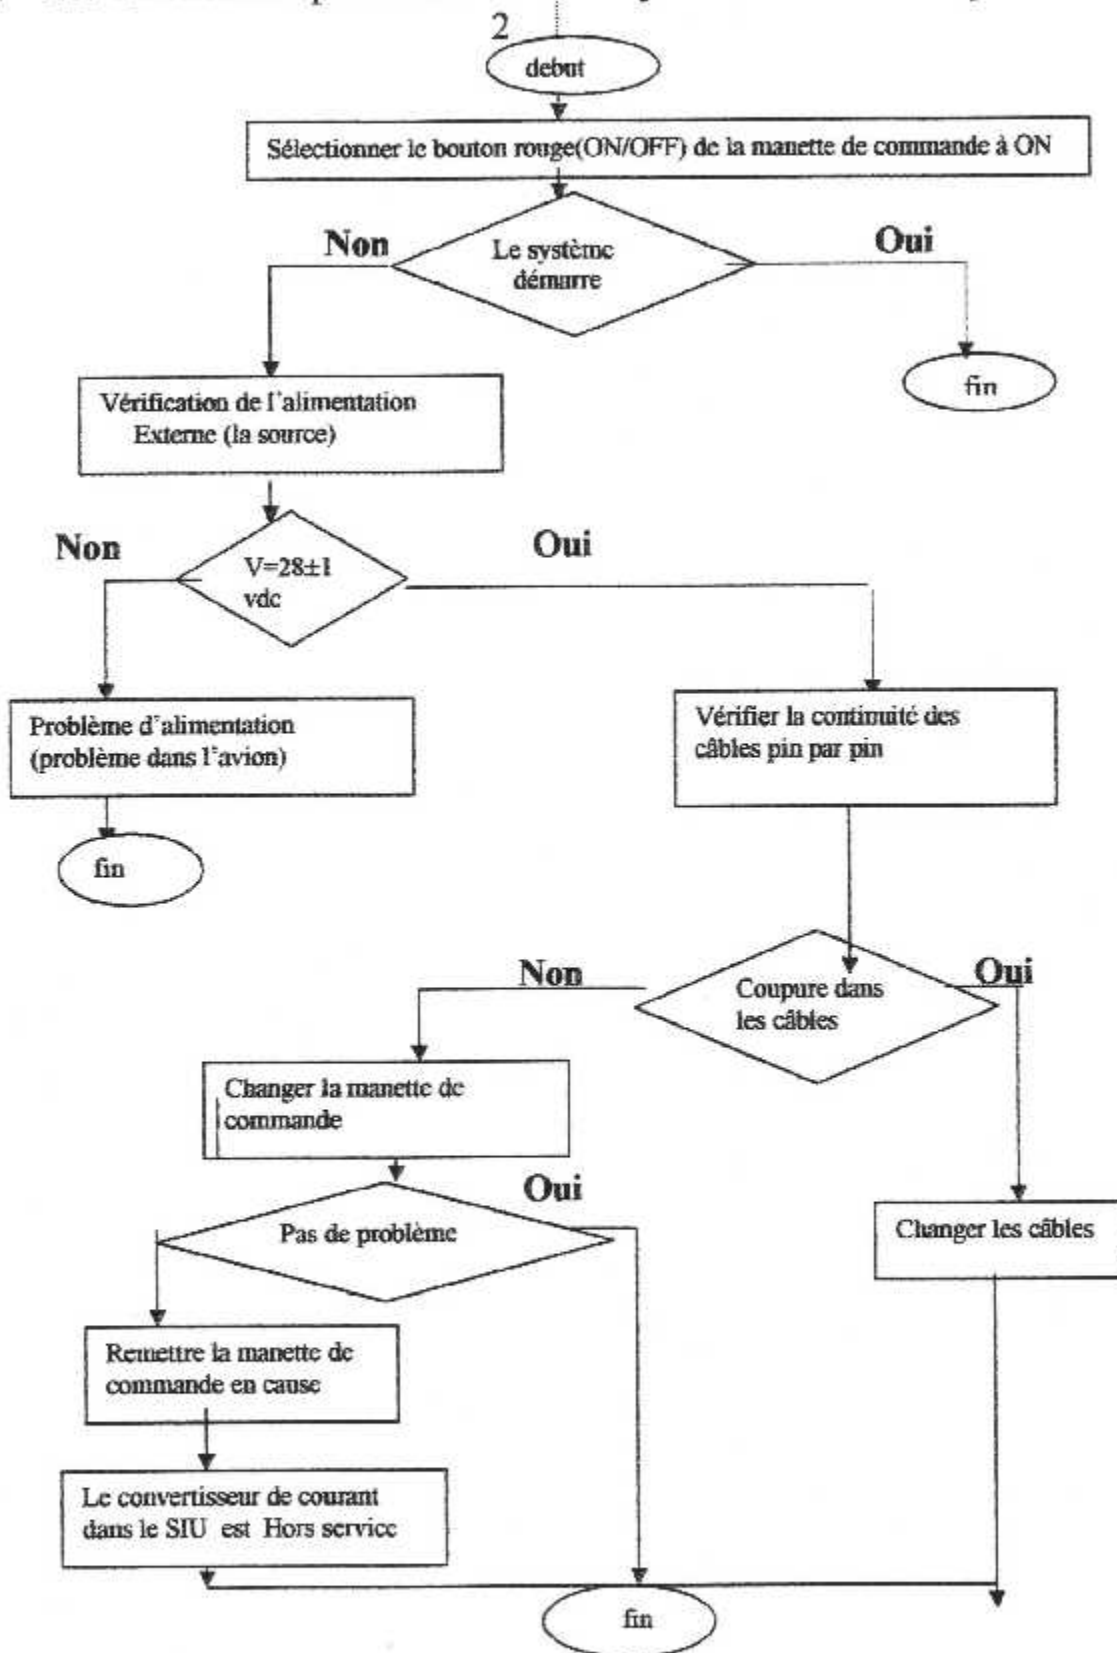 2
debut
Sélectionner le bouton rouge(ON/OFF) de la manette de commande à ON
Non
Oui
Le système
démarre
fin
Vérification de l'alimentation
Externe (la source)
Non
Oui
V=28±1
vdc
Problème d'alimentation
(problème dans l'avion)
Vérifier la continuité des
câbles pin par pin
fin
Non
Oui
Coupure dans
les câbles
Changer la manette de
commande
Oui
Pas de problème
Changer les câbles
Remettre la manette de
commande en cause
Le convertisseur de courant
dans le SIU est Hors service
fin